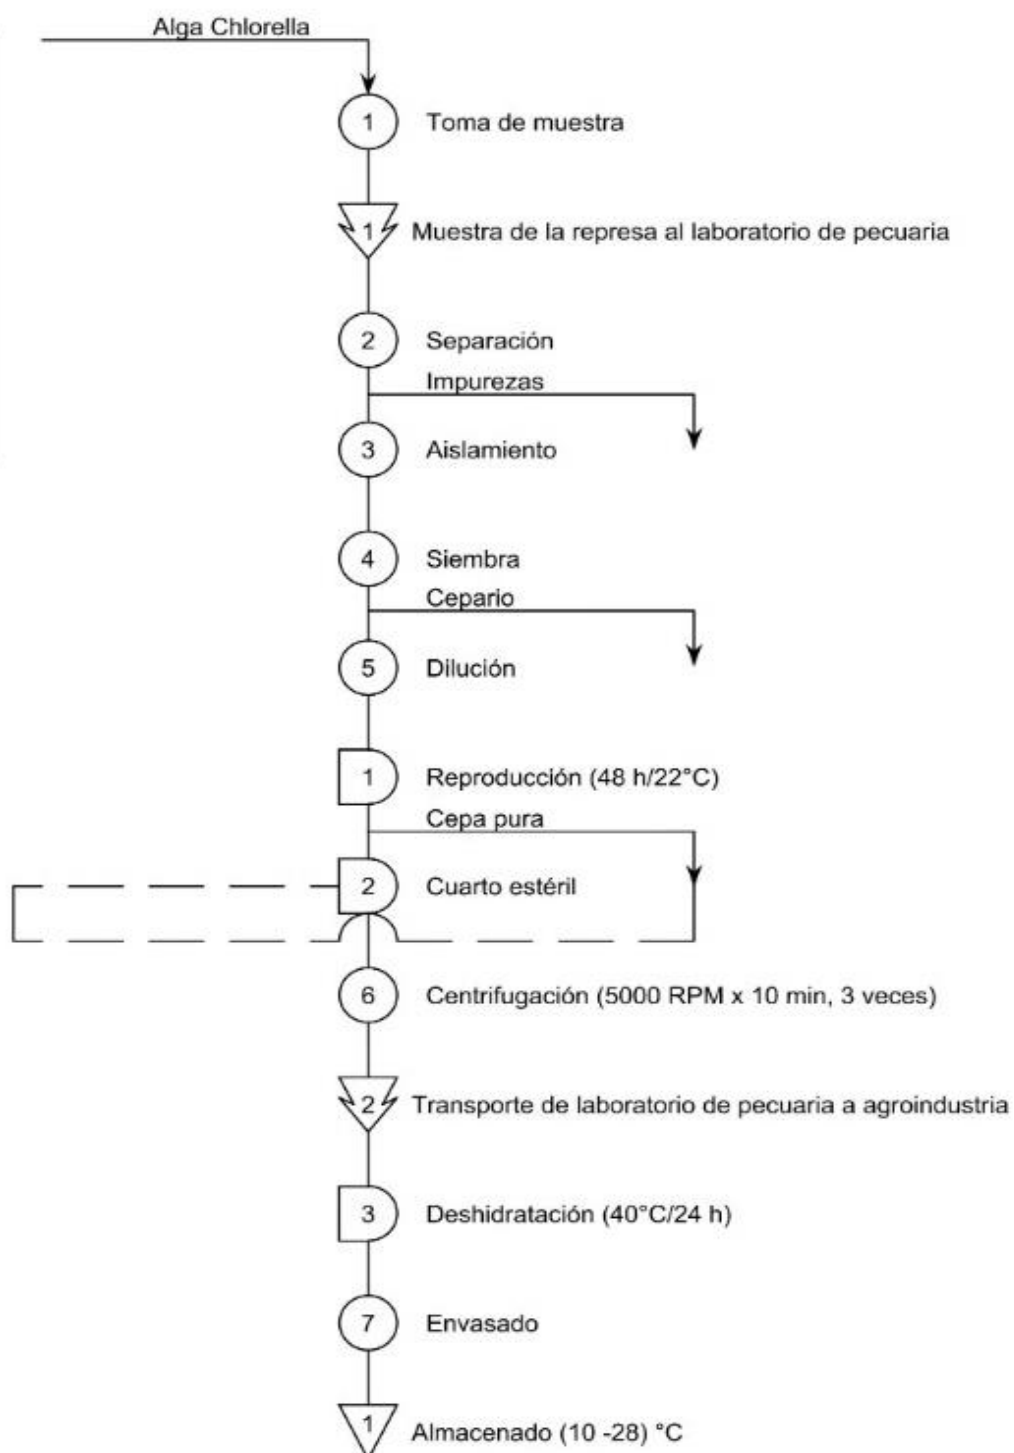 Alga Chlorella
1 Toma de muestra
1 Muestra de la represa al laboratorio de pecuaria
2 Separación
Impurezas
3 Aislamiento
4 Siembra
Cepario
5 Dilución
1 Reproducción (48 h/22°C)
Cepa pura
2 Cuarto estéril
6 Centrifugación (5000 RPM x 10 min, 3 veces)
2 Transporte de laboratorio de pecuaria a agroindustria
3 Deshidratación (40°C/24 h)
7 Envasado
1 Almacenado (10 -28) °C